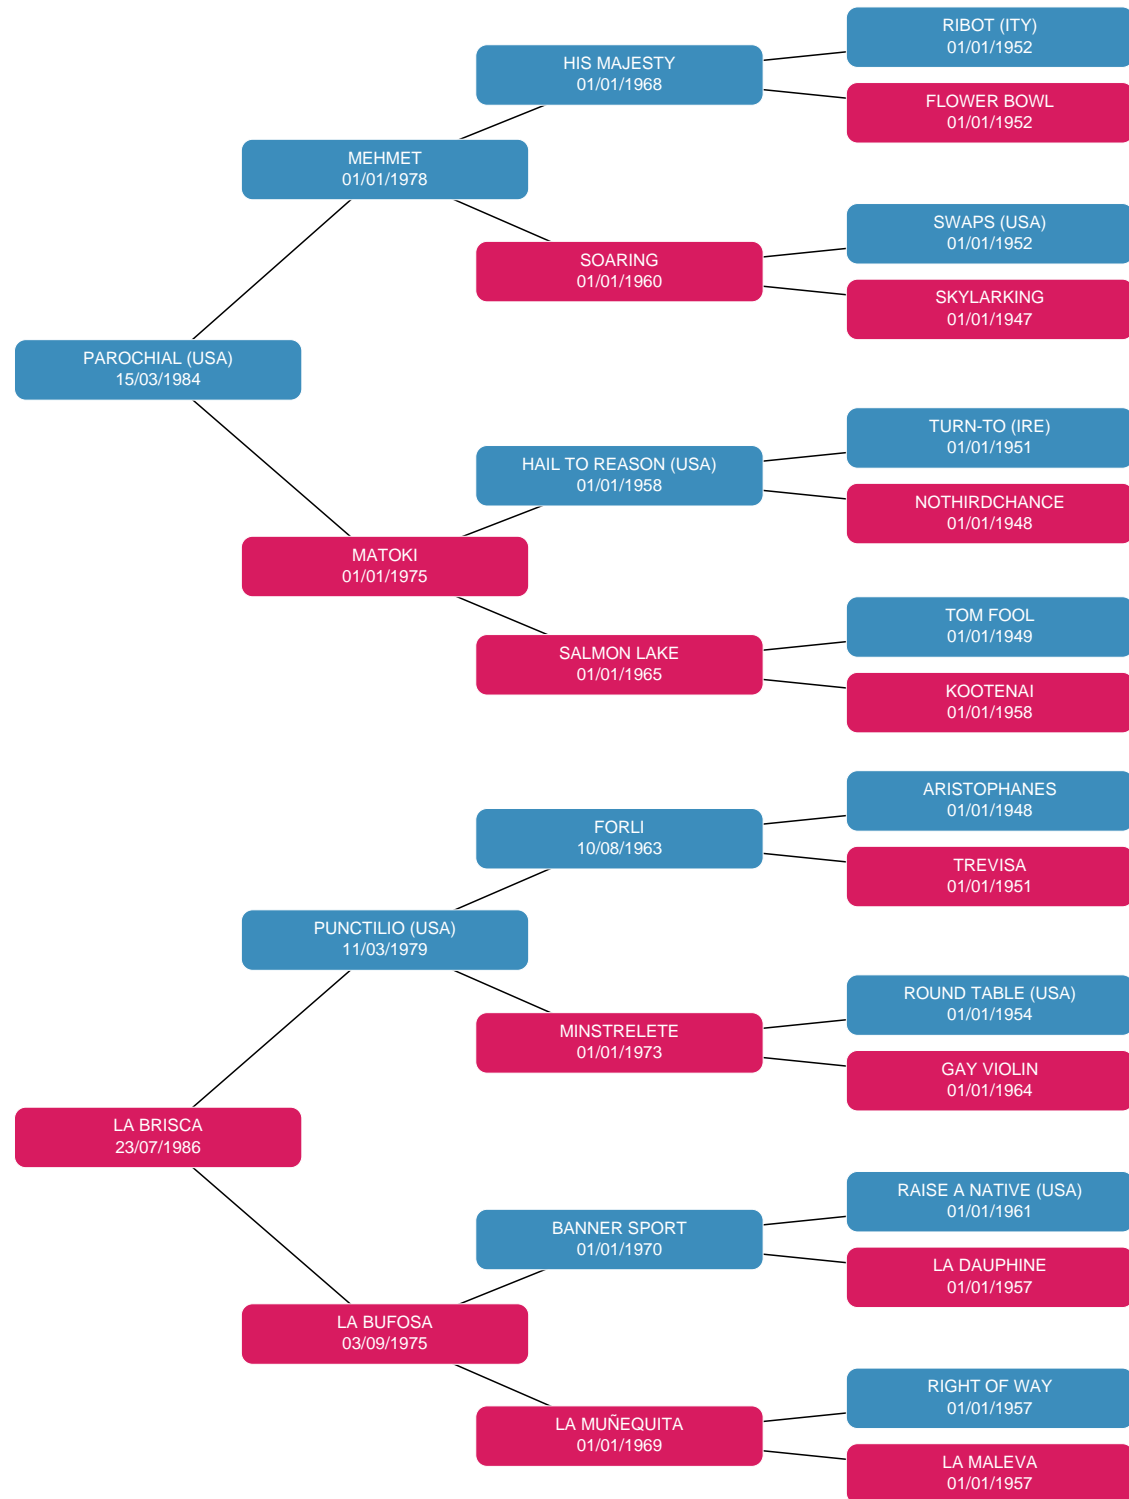 RIBOT (ITY)
01/01/1952
HIS MAJESTY
01/01/1968
FLOWER BOWL
01/01/1952
MEHMET
01/01/1978
SWAPS (USA)
01/01/1952
SOARING
01/01/1960
SKYLARKING
01/01/1947
PAROCHIAL (USA)
15/03/1984
TURN-TO (IRE)
01/01/1951
HAIL TO REASON (USA)
01/01/1958
NOTHIRDCHANCE
01/01/1948
MATOKI
01/01/1975
TOM FOOL
01/01/1949
SALMON LAKE
01/01/1965
KOOTENAI
01/01/1958
ARISTOPHANES
01/01/1948
FORLI
10/08/1963
TREVISA
01/01/1951
PUNCTILIO (USA)
11/03/1979
ROUND TABLE (USA)
01/01/1954
MINSTRELETE
01/01/1973
GAY VIOLIN
01/01/1964
LA BRISCA
23/07/1986
RAISE A NATIVE (USA)
01/01/1961
BANNER SPORT
01/01/1970
LA DAUPHINE
01/01/1957
LA BUFOSA
03/09/1975
RIGHT OF WAY
01/01/1957
LA MUÑEQUITA
01/01/1969
LA MALEVA
01/01/1957